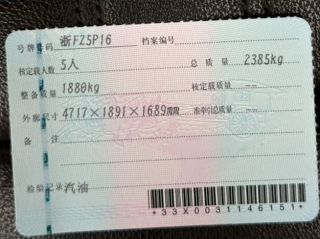 号牌号码 浙FZ5P16 档案编号
核定载人数 5人 总质量 2385kg
整备质量 1880kg 核定载质量 --
外廓尺寸 4717×1891×1689mm 准牵引总质量 --
备注
检验记录 汽油
*33X0031146151*